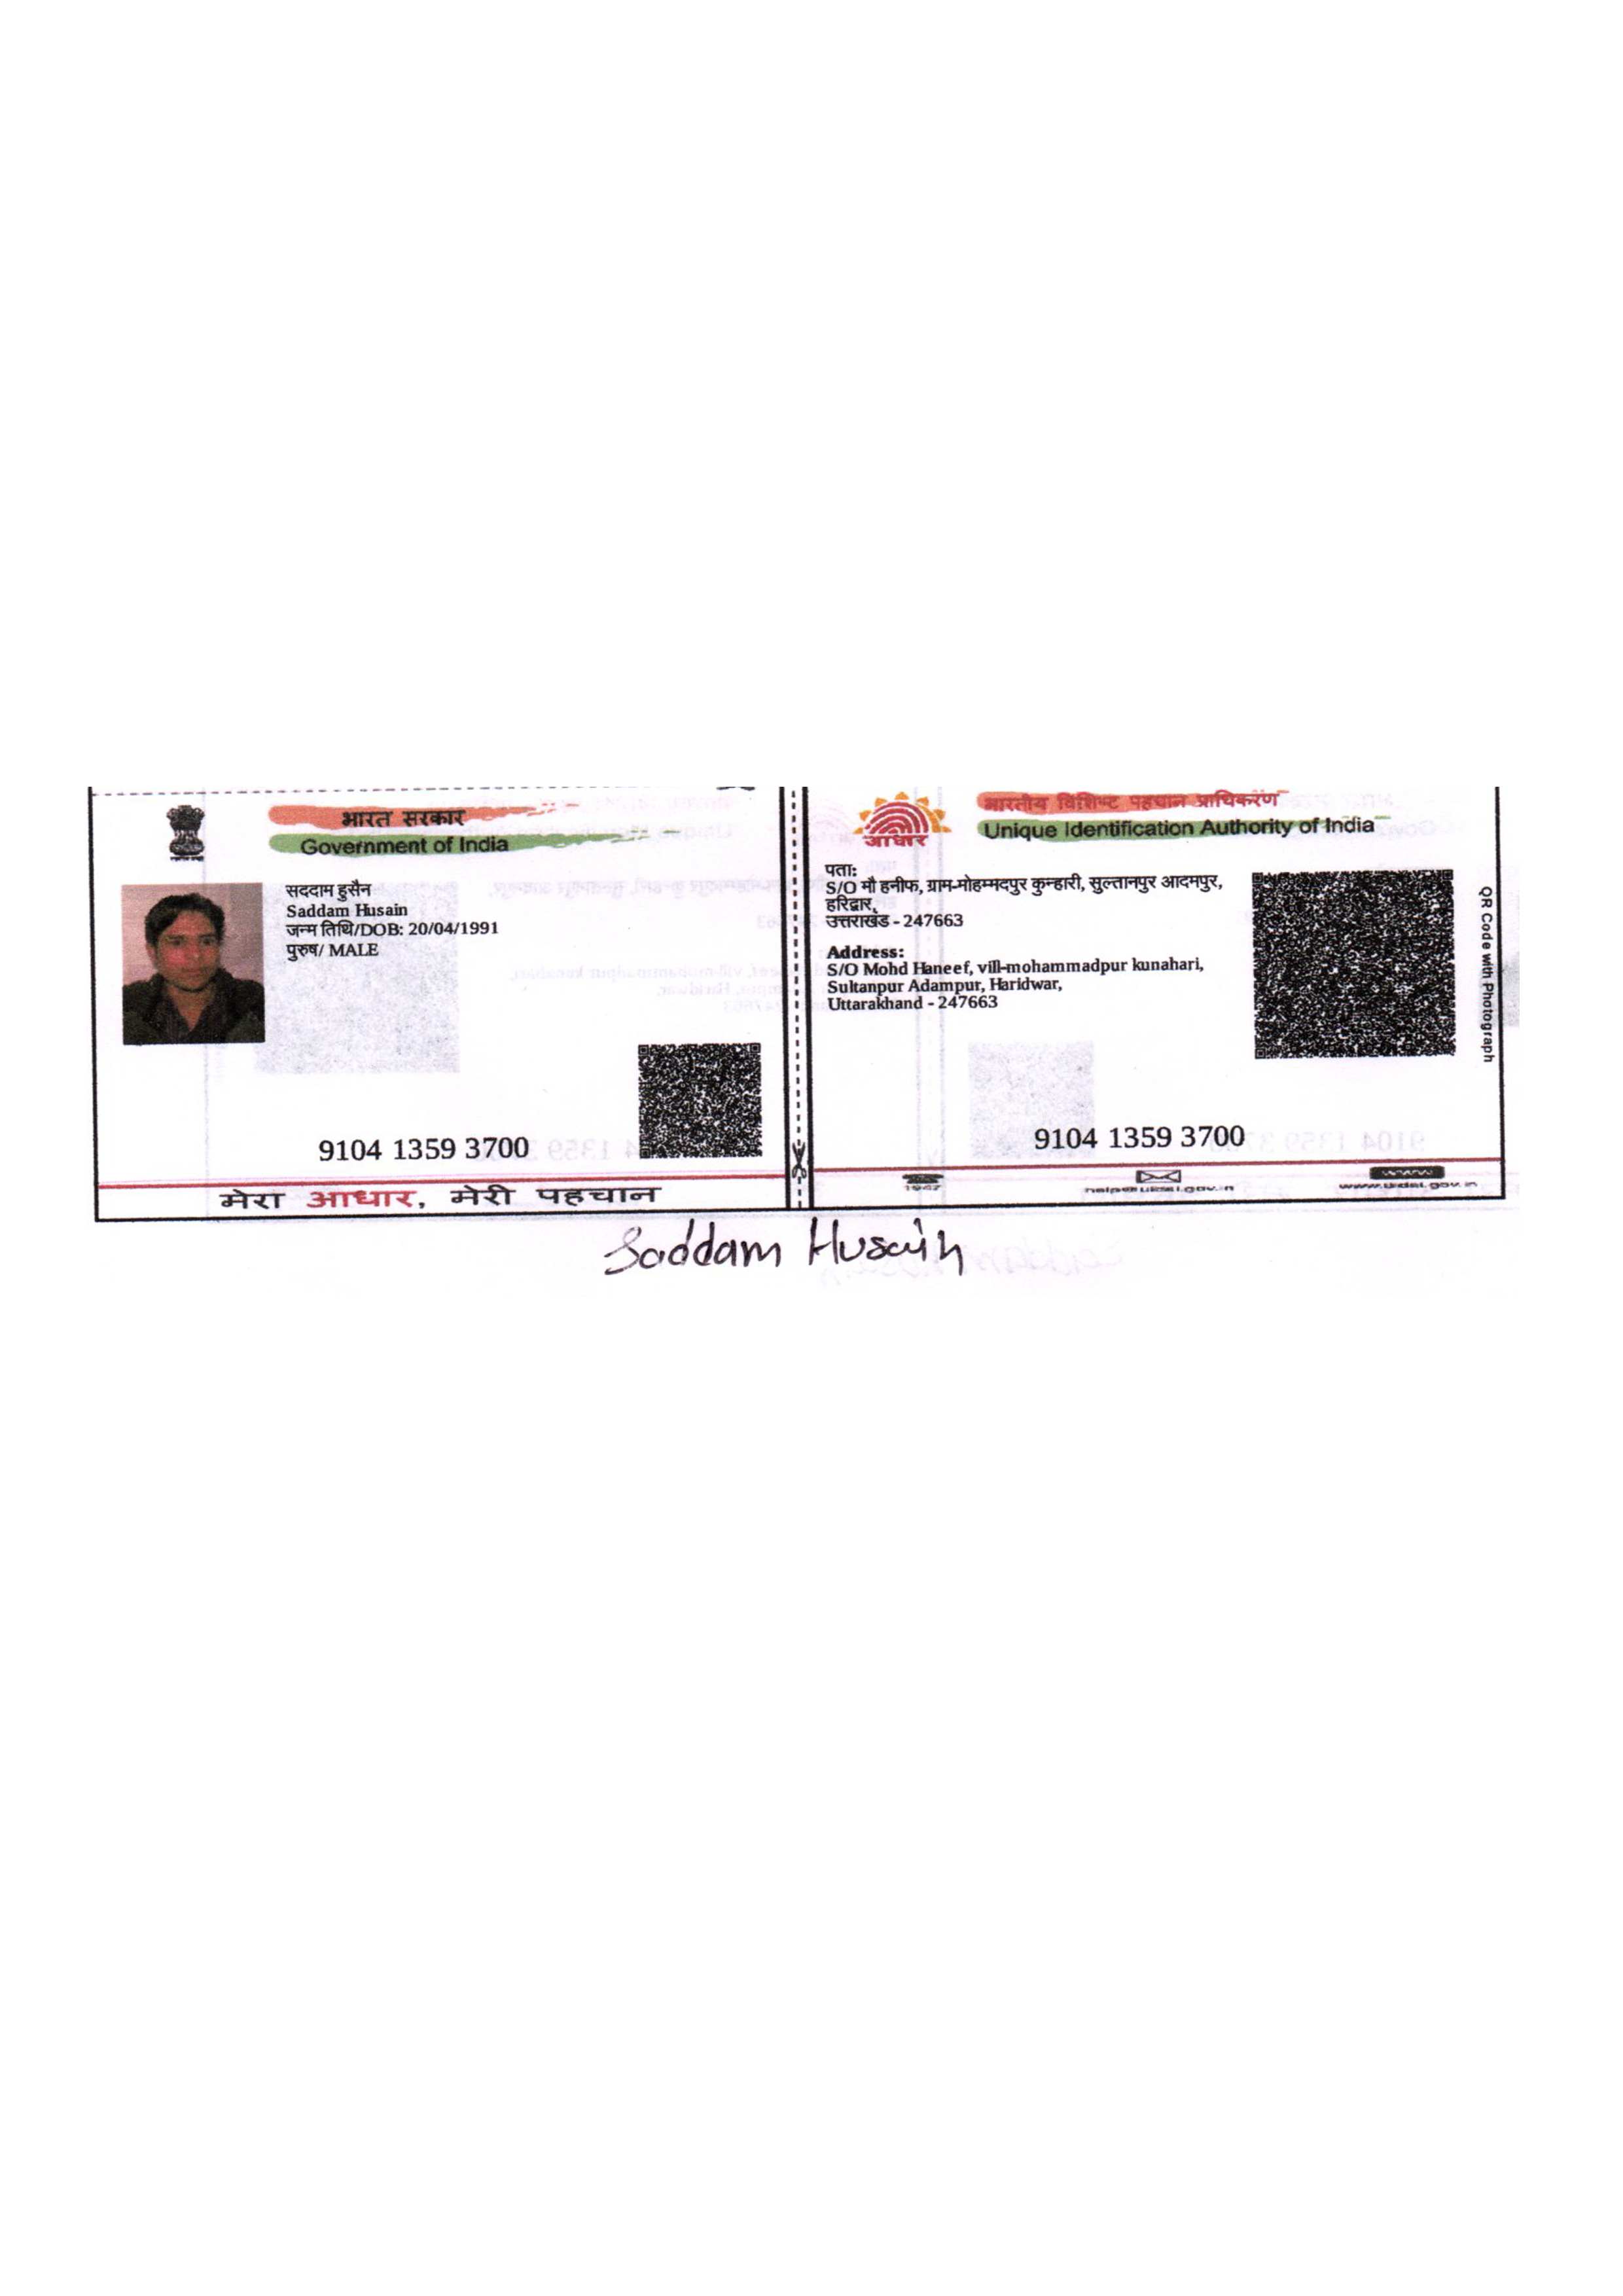 भारत सरकार
Government of India
सददाम हुसैन
Saddam Husain
जन्म तिथि/DOB: 20/04/1991
पुरुष/ MALE
9104 1359 3700
मेरा आधार, मेरी पहचान
भारतीय विशिष्ट पहचान प्राधिकरण
Unique Identification Authority of India
आधार
पता:
S/O मौ हनीफ, ग्राम-मोहम्मदपुर कुन्हारी, सुल्तानपुर आदमपुर,
हरिद्वार,
उत्तराखंड - 247663
Address:
S/O Mohd Haneef, vill-mohammadpur kunahari,
Sultanpur Adampur, Haridwar,
Uttarakhand - 247663
QR Code with Photograph
9104 1359 3700
1947
help@uidai.gov.in
www.uidai.gov.in
Saddam Husain